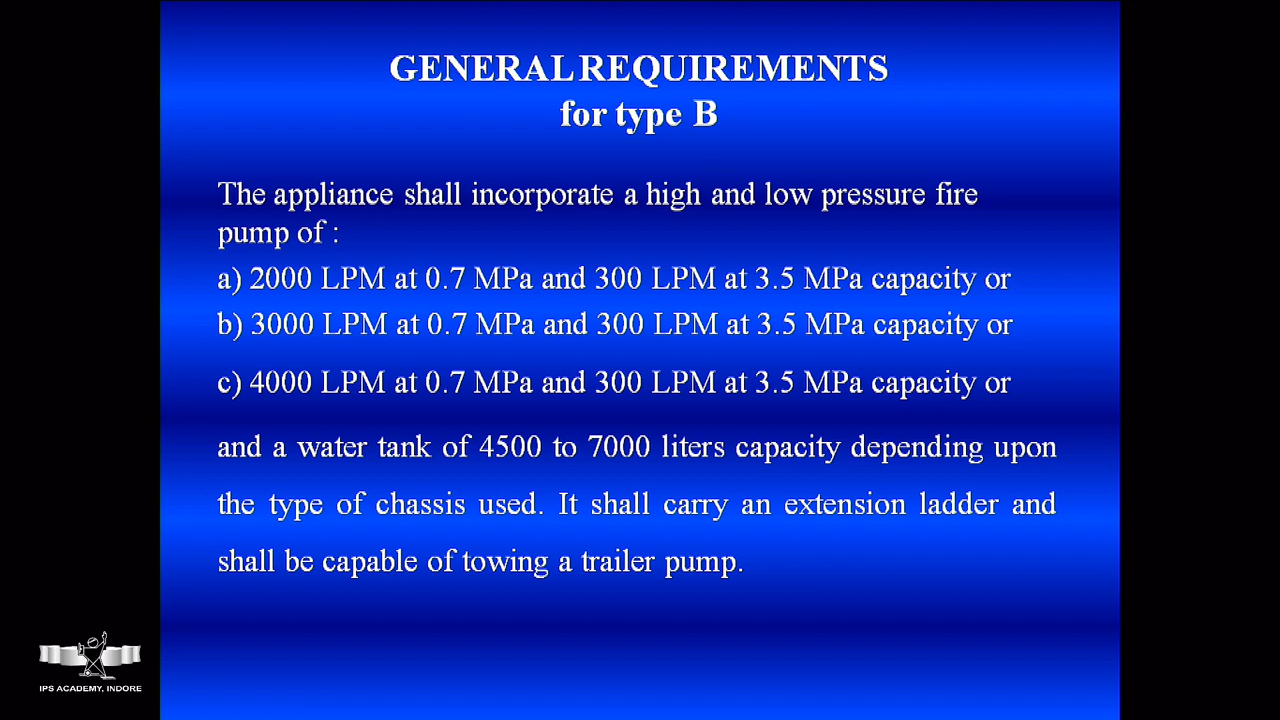 GENERAL REQUIREMENTS
for type B
The appliance shall incorporate a high and low pressure fire
pump of :
a) 2000 LPM at 0.7 MPa and 300 LPM at 3.5 MPa capacity or
b) 3000 LPM at 0.7 MPa and 300 LPM at 3.5 MPa capacity or
c) 4000 LPM at 0.7 MPa and 300 LPM at 3.5 MPa capacity or
and a water tank of 4500 to 7000 liters capacity depending upon
the type of chassis used. It shall carry an extension ladder and
shall be capable of towing a trailer pump.
IPS ACADEMY, INDORE